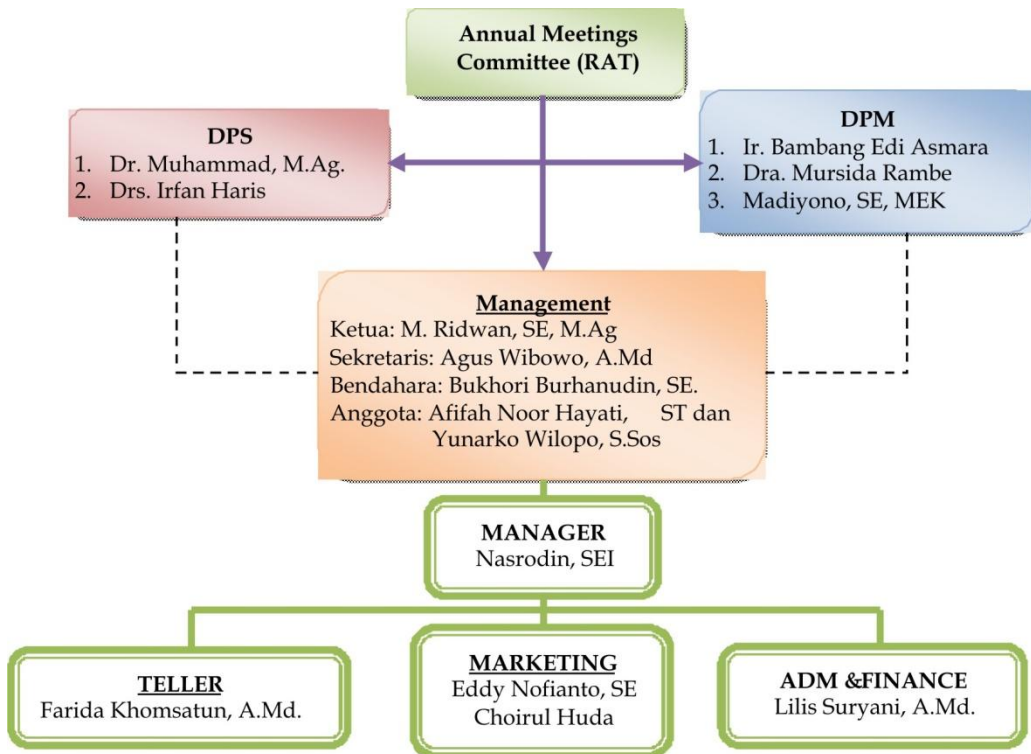 Annual Meetings
Committee (RAT)
DPS
1. Dr. Muhammad, M.Ag.
2. Drs. Irfan Haris
DPM
1. Ir. Bambang Edi Asmara
2. Dra. Mursida Rambe
3. Madiyono, SE, MEK
Management
Ketua: M. Ridwan, SE, M.Ag
Sekretaris: Agus Wibowo, A.Md
Bendahara: Bukhori Burhanudin, SE.
Anggota: Afifah Noor Hayati, ST dan
Yunarko Wilopo, S.Sos
MANAGER
Nasrodin, SEI
TELLER
Farida Khomsatun, A.Md.
MARKETING
Eddy Nofianto, SE
Choirul Huda
ADM &FINANCE
Lilis Suryani, A.Md.